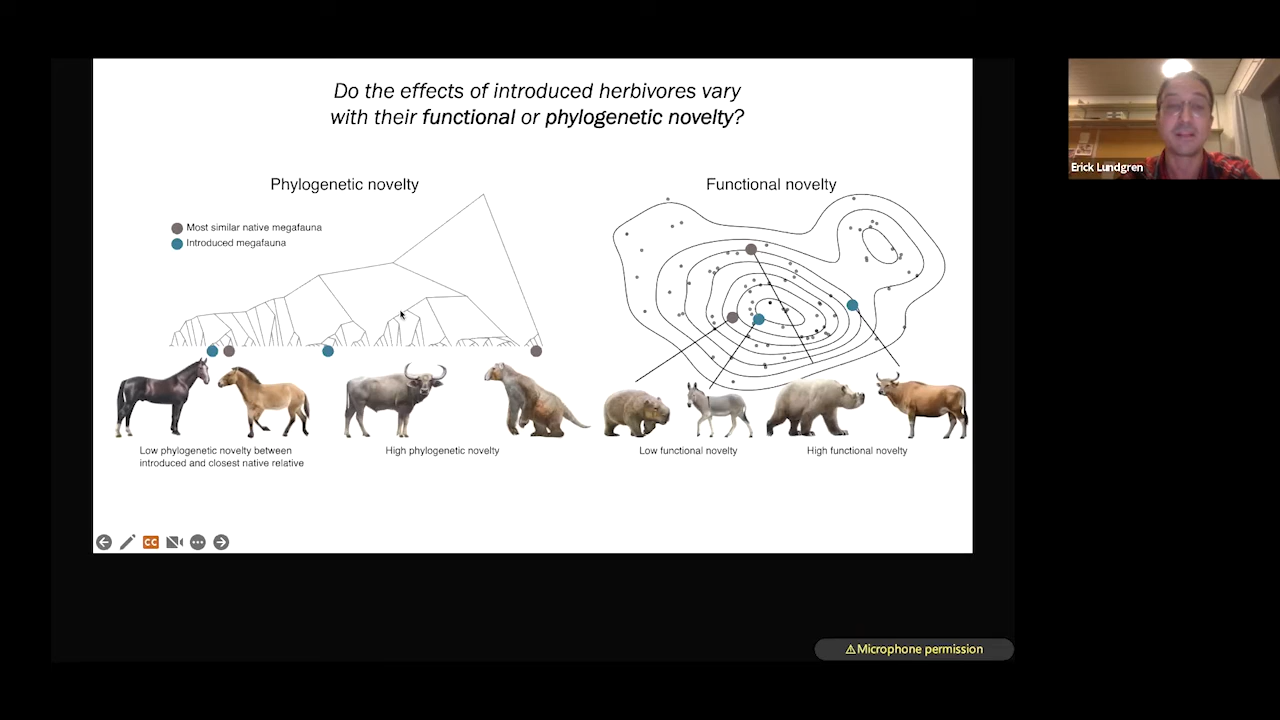 Do the effects of introduced herbivores vary
with their functional or phylogenetic novelty?
Phylogenetic novelty
Most similar native megafauna
Introduced megafauna
Low phylogenetic novelty between
introduced and closest native relative
High phylogenetic novelty
Functional novelty
Low functional novelty
High functional novelty
CC
Erick Lundgren
⚠Microphone permission